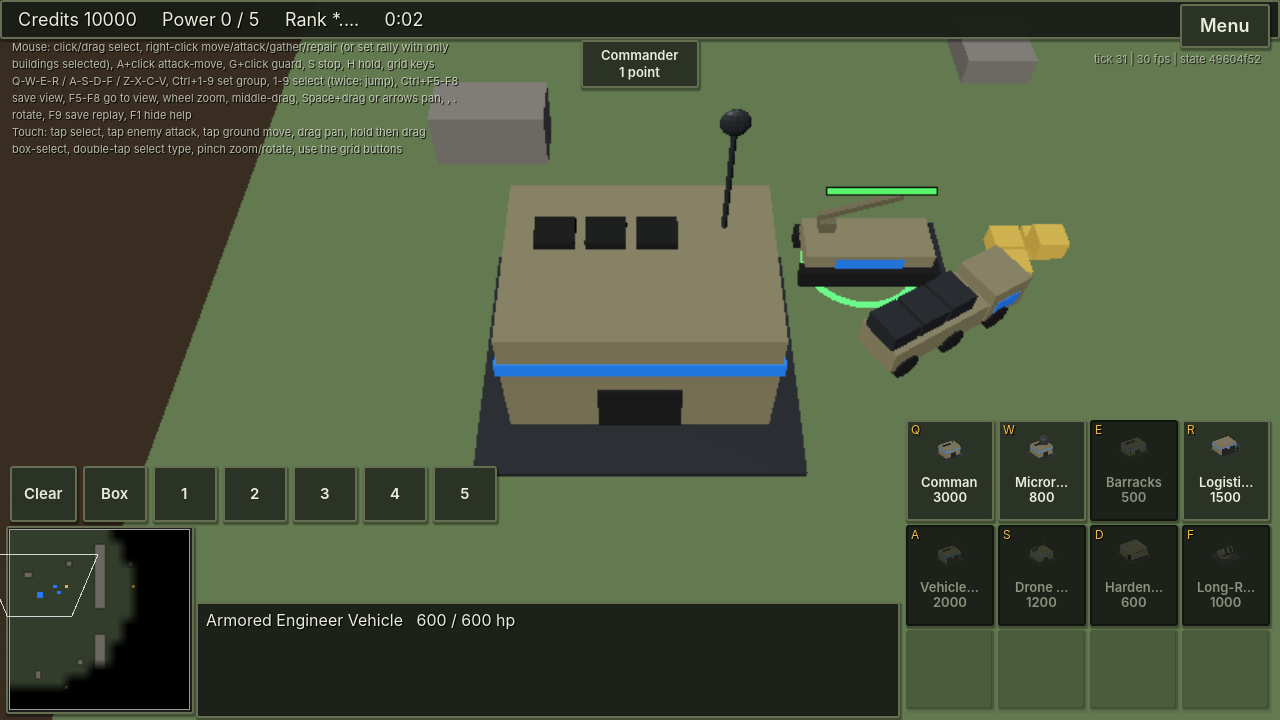 Credits 10000 Power 0 / 5 Rank *.... 0:02
Menu
Mouse: click/drag select, right-click move/attack/gather/repair (or set rally with only
buildings selected), A+click attack-move, G+click guard, S stop, H hold, grid keys
Q-W-E-R / A-S-D-F / Z-X-C-V, Ctrl+1-9 set group, 1-9 select (twice: jump), Ctrl+F5-F8
save view, F5-F8 go to view, wheel zoom, middle-drag, Space+drag or arrows pan, , .
rotate, F9 save replay, F1 hide help
Touch: tap select, tap enemy attack, tap ground move, drag pan, hold then drag
box-select, double-tap select type, pinch zoom/rotate, use the grid buttons
Commander
1 point
tick 31 | 30 fps | state 49604f52
Clear Box 1 2 3 4 5
Armored Engineer Vehicle 600 / 600 hp
Q W E R
Comman Micror... Barracks Logisti...
3000 800 500 1500
A S D F
Vehicle... Drone ... Harden... Long-R...
2000 1200 600 1000